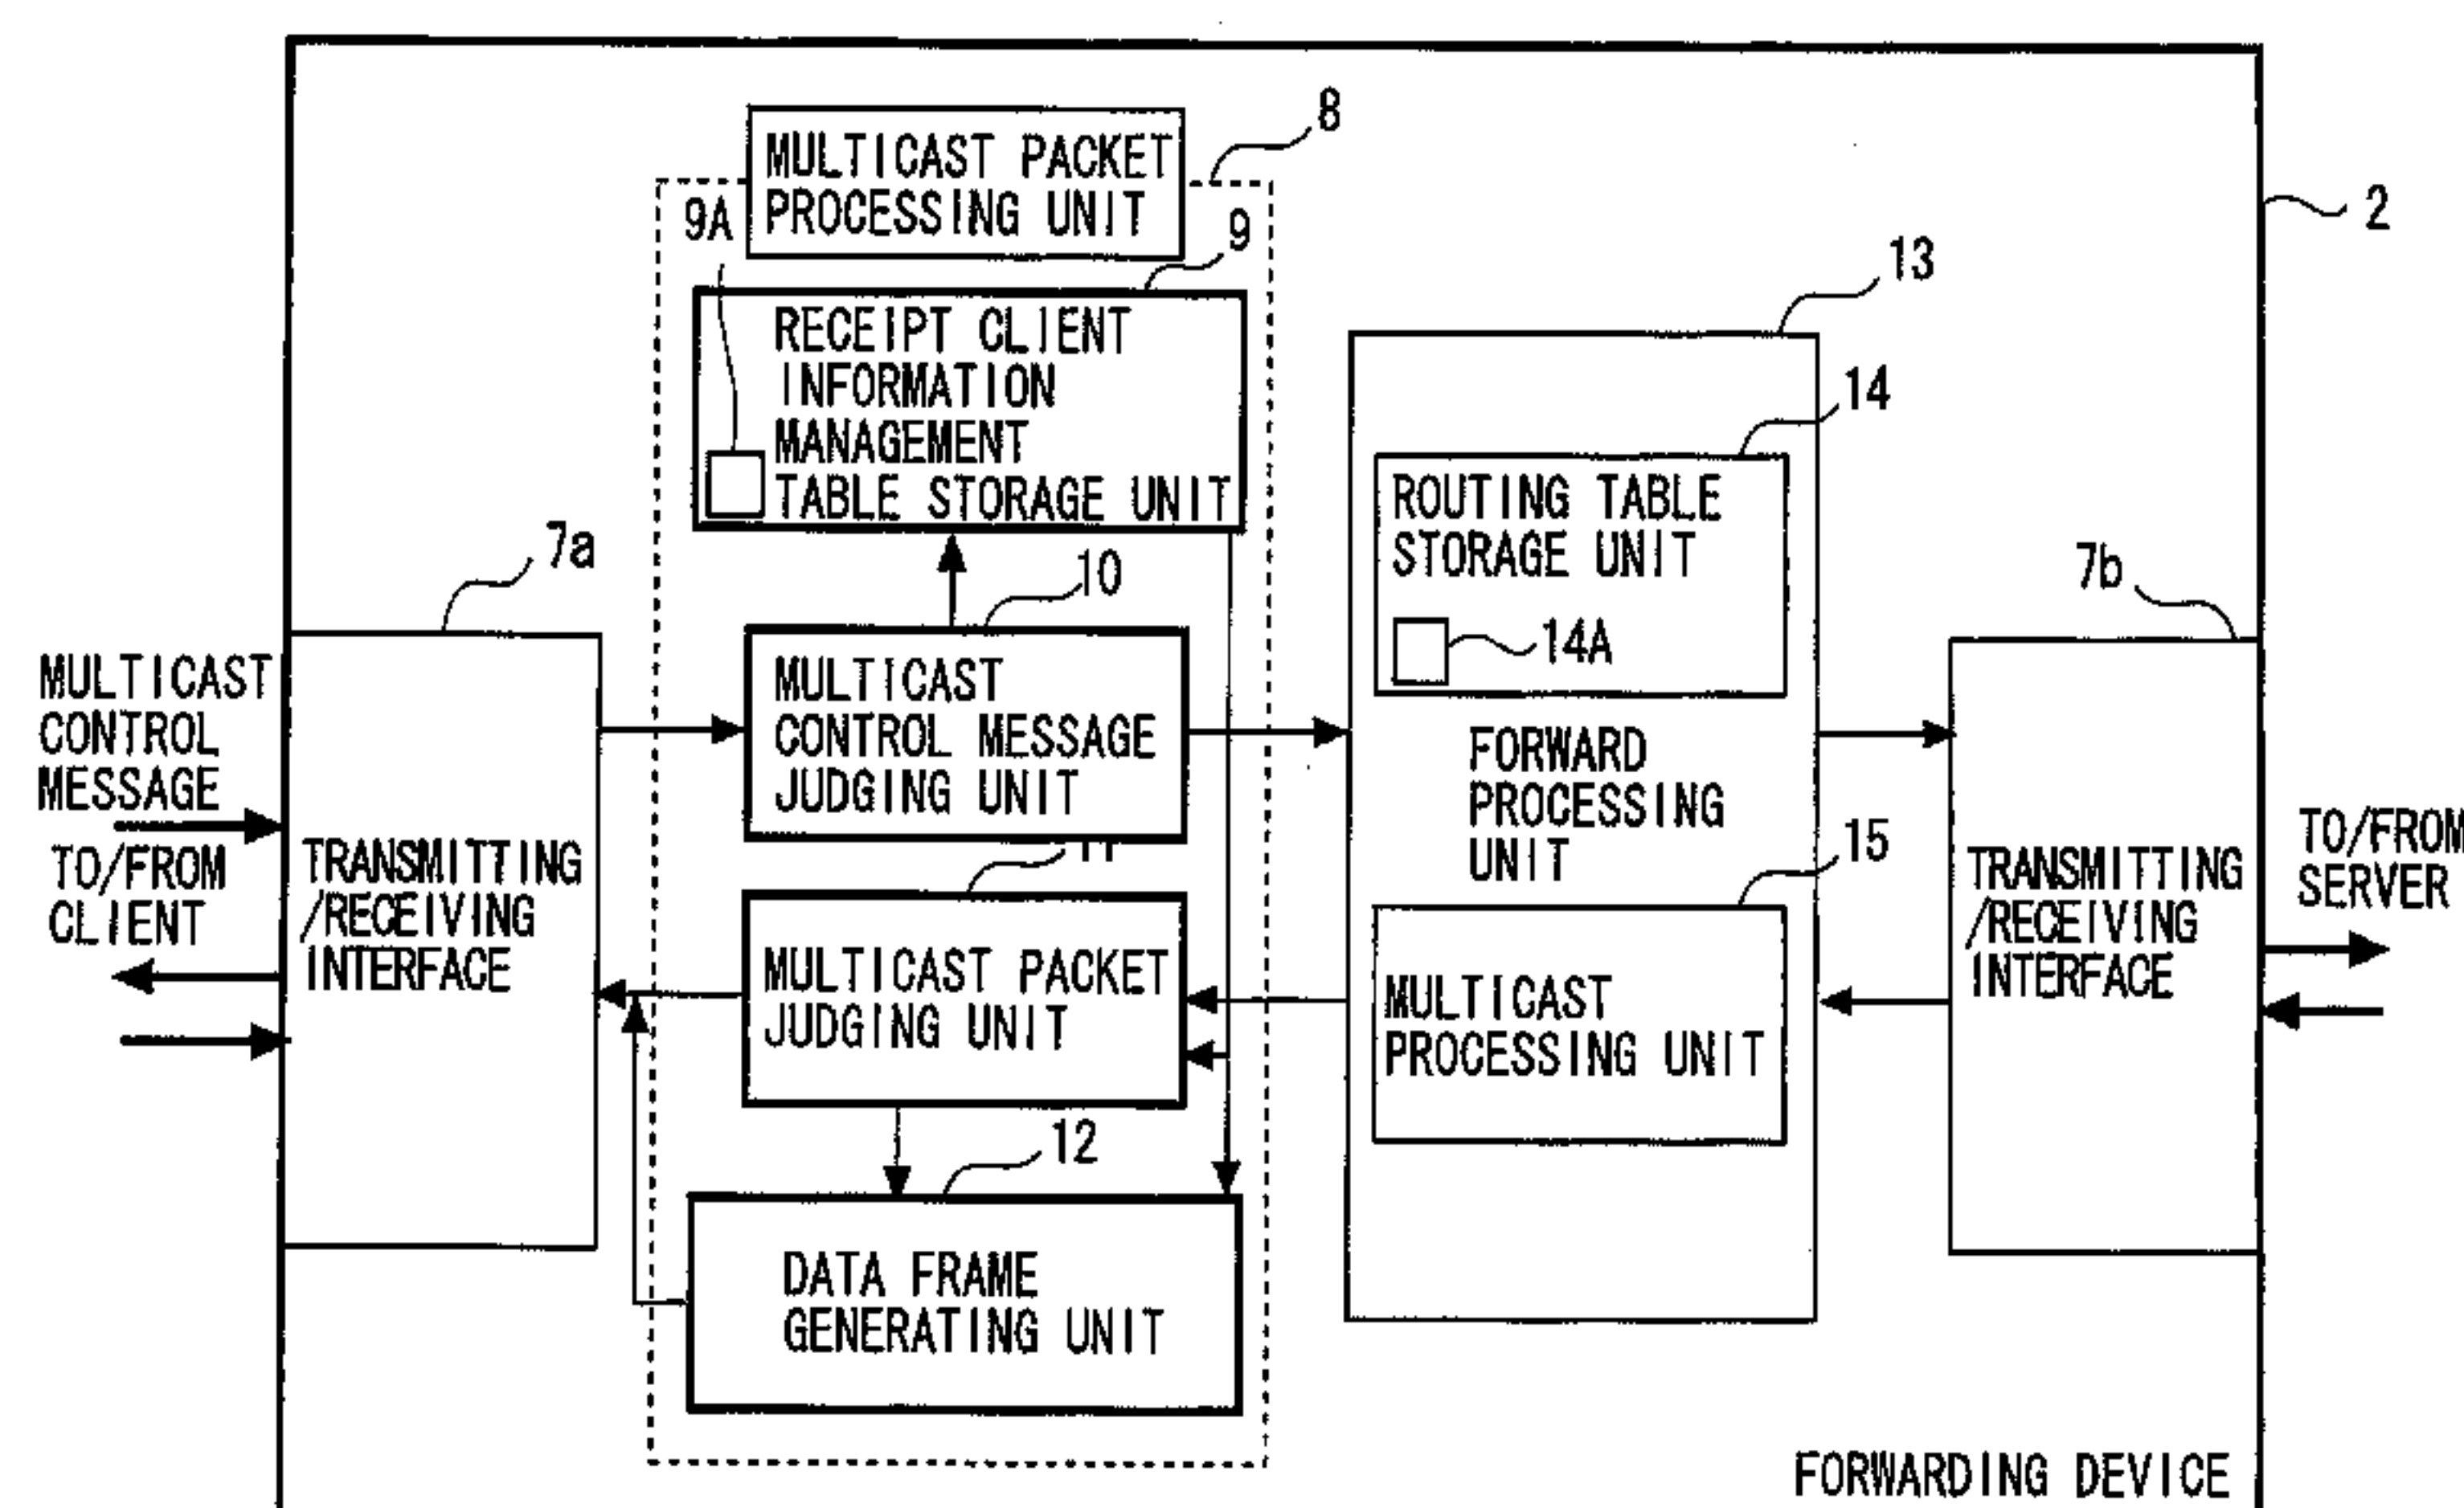 8
MULTICAST PACKET
PROCESSING UNIT
2
9A
9
13
RECEIPT CLIENT
INFORMATION
MANAGEMENT
TABLE STORAGE UNIT
14
ROUTING TABLE
STORAGE UNIT
14A
7a
10
7b
MULTICAST
CONTROL
MESSAGE
MULTICAST
CONTROL MESSAGE
JUDGING UNIT
FORWARD
PROCESSING
UNIT
TO/FROM
CLIENT
TRANSMITTING
/RECEIVING
INTERFACE
11
15
TRANSMITTING
/RECEIVING
INTERFACE
TO/FROM
SERVER
MULTICAST PACKET
JUDGING UNIT
MULTICAST
PROCESSING UNIT
12
DATA FRAME
GENERATING UNIT
FORWARDING DEVICE